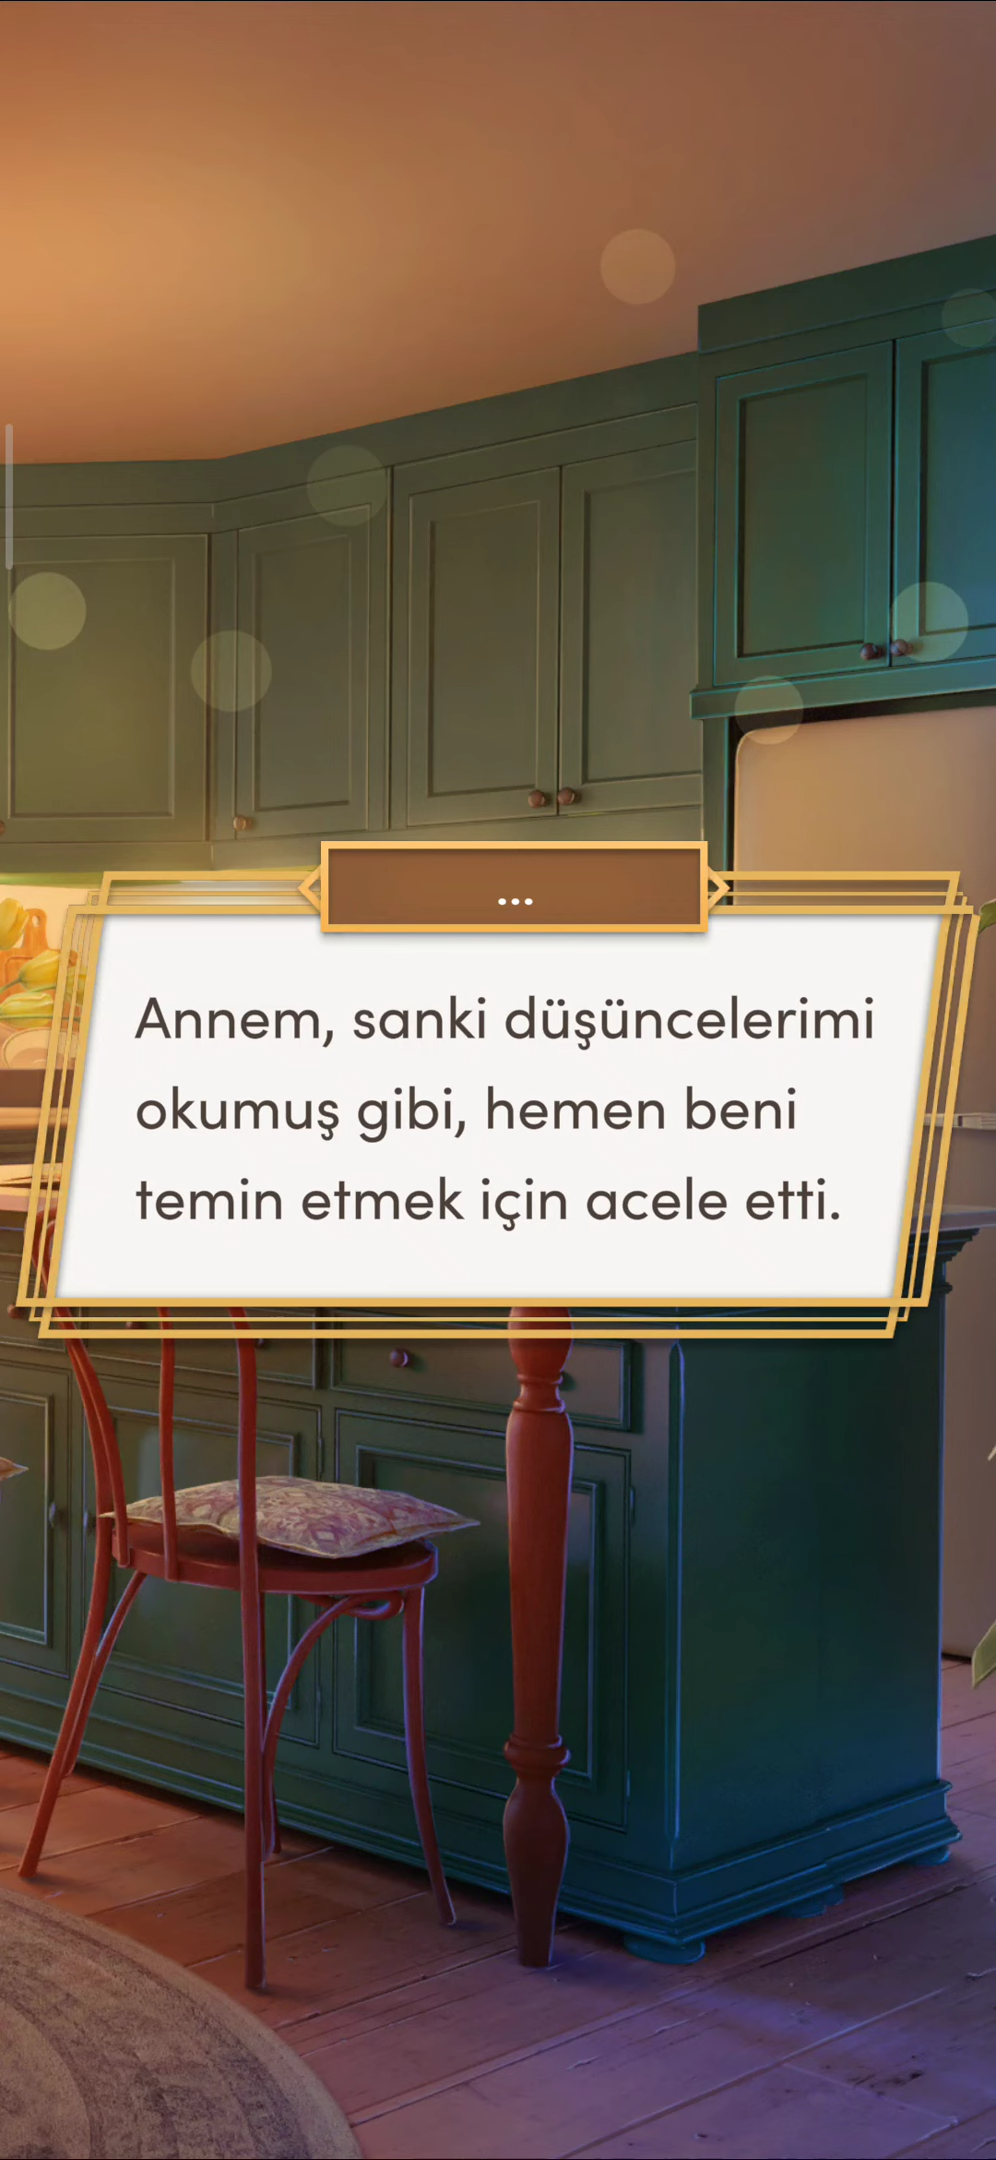 ...
Annem, sanki düşüncelerimi
okumuş gibi, hemen beni
temin etmek için acele etti.